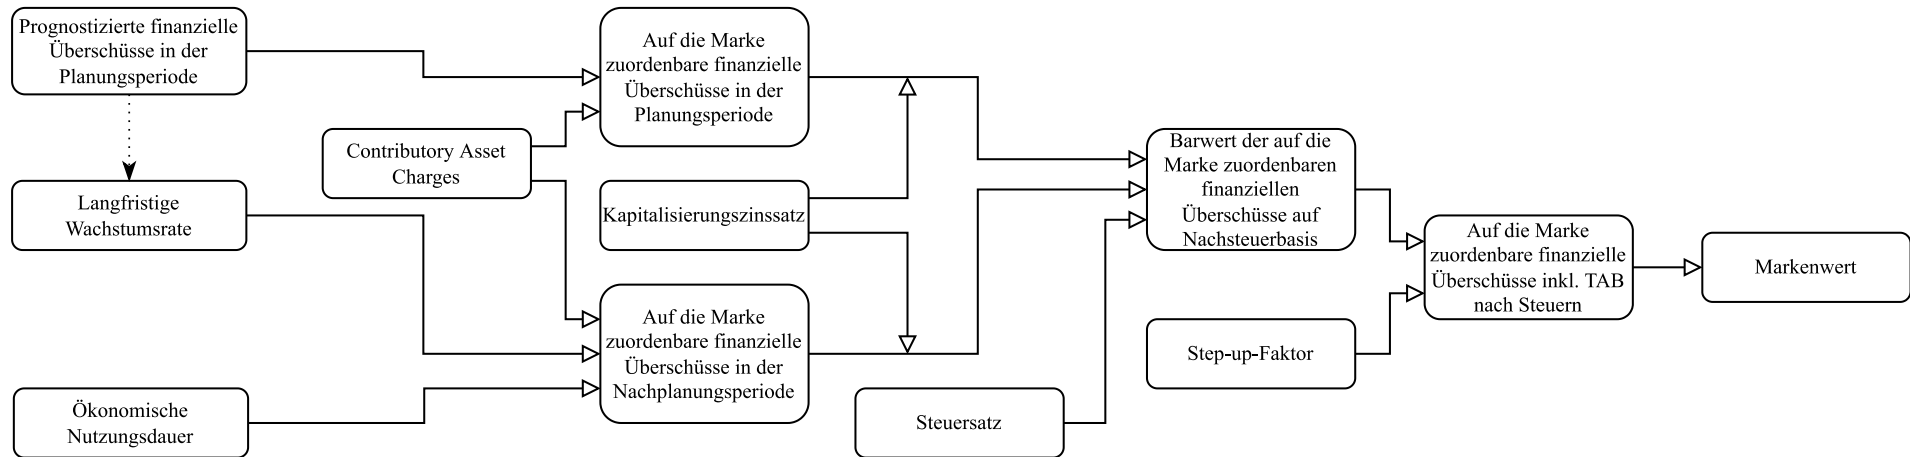 Prognostizierte finanzielle
Überschüsse in der
Planungsperiode
Auf die Marke
zuordenbare finanzielle
Überschüsse in der
Planungsperiode
Contributory Asset
Charges
Barwert der auf die
Marke zuordenbaren
finanziellen
Überschüsse auf
Nachsteuerbasis
Langfristige
Wachstumsrate
Kapitalisierungszinssatz
Auf die Marke
zuordenbare finanzielle
Überschüsse inkl. TAB
nach Steuern
Markenwert
Auf die Marke
zuordenbare finanzielle
Überschüsse in der
Nachplanungsperiode
Step-up-Faktor
Ökonomische
Nutzungsdauer
Steuersatz